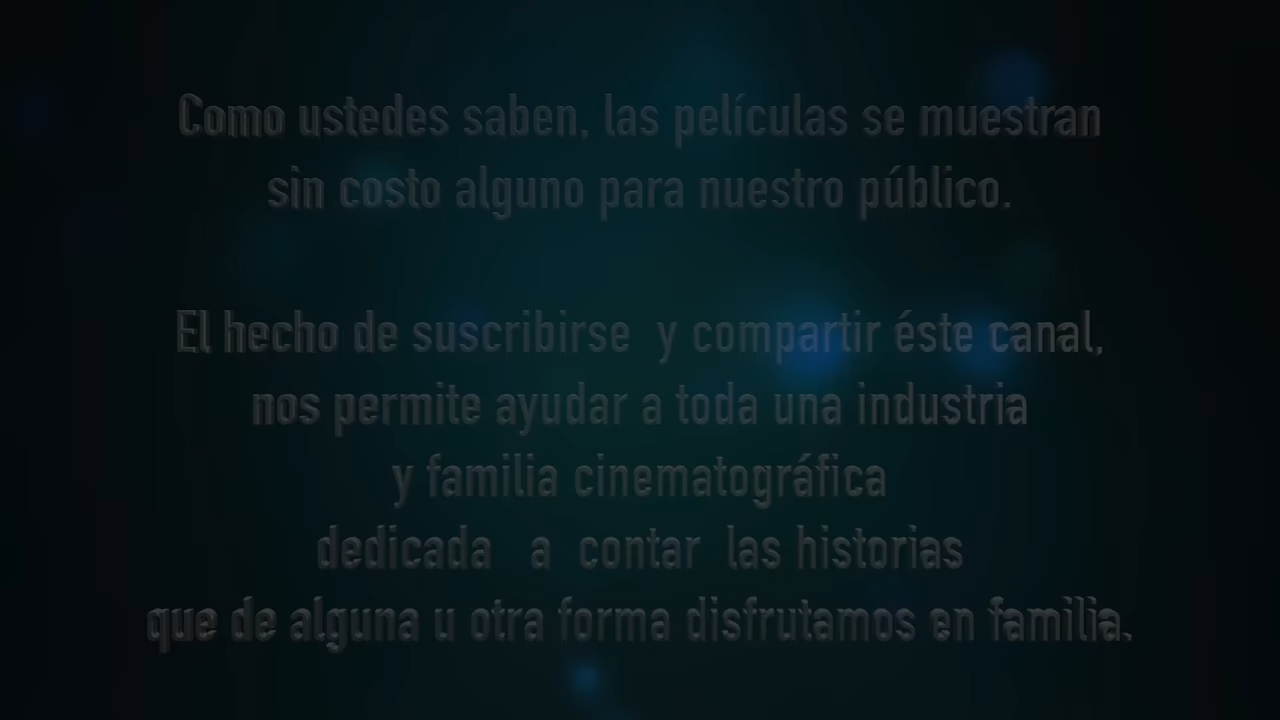 Como ustedes saben, las películas se muestran
sin costo alguno para nuestro público.
El hecho de suscribirse y compartir éste canal,
nos permite ayudar a toda una industria
y familia cinematográfica
dedicada a contar las historias
que de alguna u otra forma disfrutamos en familia.